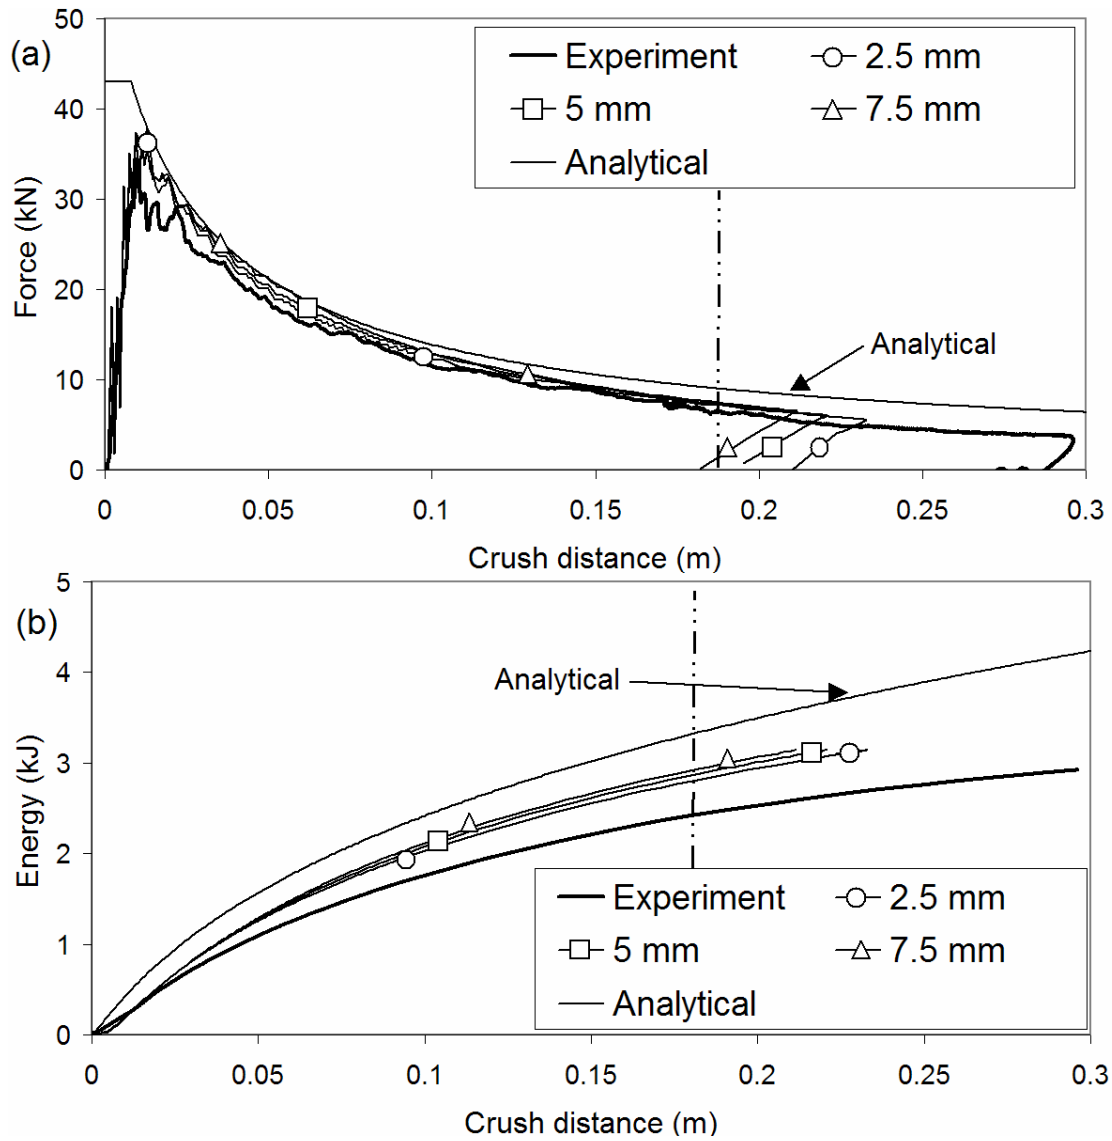 (a)
50
40
30
20
10
0
Force (kN)
Experiment 2.5 mm
5 mm 7.5 mm
Analytical
Analytical
0 0.05 0.1 0.15 0.2 0.25 0.3
Crush distance (m)
(b)
5
4
3
2
1
0
Energy (kJ)
Analytical
Experiment 2.5 mm
5 mm 7.5 mm
Analytical
0 0.05 0.1 0.15 0.2 0.25 0.3
Crush distance (m)